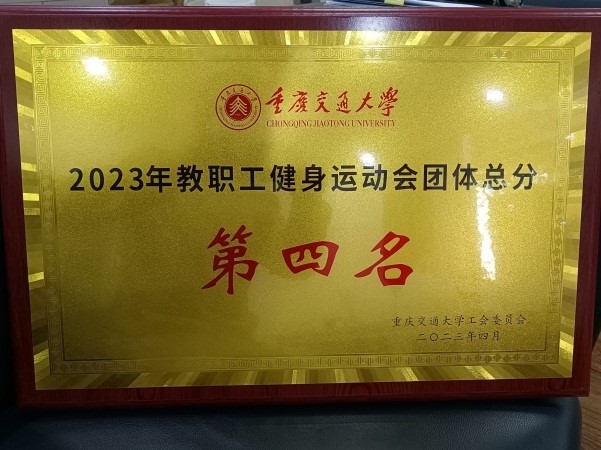 重庆交通大学
CHONGQING JIAOTONG UNIVERSITY
2023年教职工健身运动会团体总分
第四名
重庆交通大学工会委员会
二〇二三年四月